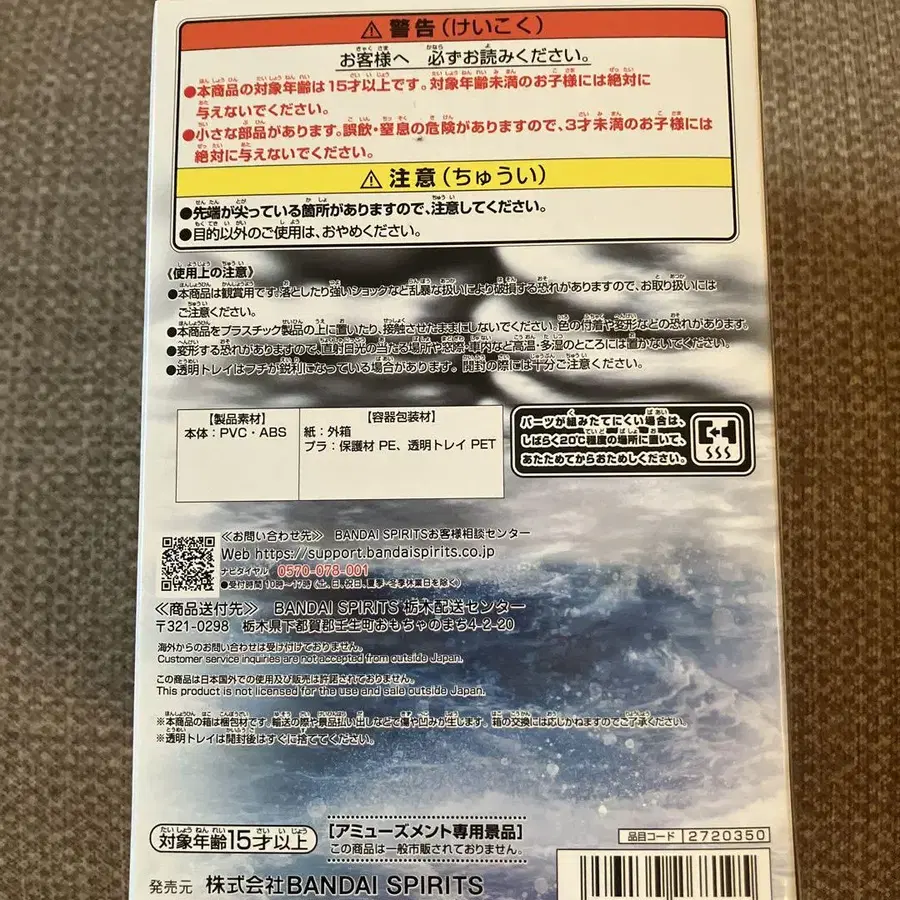 ⚠警告(けいこく)
お客様へ 必ずお読みください。
●本商品の対象年齢は15才以上です。対象年齢未満のお子様には絶対に
与えないでください。
●小さな部品があります。誤飲・窒息の危険がありますので、3才未満のお子様には
絶対に与えないでください。
⚠注意(ちゅうい)
●先端が尖っている箇所がありますので、注意してください。
●目的以外のご使用は、おやめください。
《使用上の注意》
●本商品は観賞用です。落としたり強いショックなど乱暴な扱いにより破損する恐れがありますので、お取り扱いには
ご注意ください。
●本商品をプラスチック製品の上に置いたり、接触させたままにしないでください。色の付着や変形などの恐れがあります。
●変形する恐れがありますので、直射日光の当たる場所や窓際・車内など高温・多湿のところには置かないでください。
●透明トレイはフチが鋭利になっている場合があります。開封の際には十分ご注意ください。
【製品素材】
本体:PVC・ABS
【容器包装材】
紙:外箱
プラ:保護材 PE、透明トレイ PET
パーツが組みたてにくい場合は、
しばらく20℃程度の場所に置いて、
あたためてからおためしください。
≪お問い合わせ先≫ BANDAI SPIRITSお客様相談センター
Web https://support.bandaispirits.co.jp
ナビダイヤル 0570-078-001
●受付時間 10時~17時 (土、日、祝日、夏季・冬季休業日を除く)
≪商品送付先≫ BANDAI SPIRITS 栃木配送センター
〒321-0298 栃木県下都賀郡壬生町おもちゃのまち4-2-20
海外からのお問い合わせは受け付けておりません。
Customer service inquiries are not accepted from outside Japan.
この商品は日本国外での使用及び販売は許諾されておりません。
This product is not licensed for the use and sale outside Japan.
※本商品の箱は梱包材です。輸送の際や景品払い出しなどで傷や凹みが生じます。箱の交換には応じかねますのでご了承ください。
※透明トレイは開封後はすぐに捨ててください。
対象年齢15才以上
[アミューズメント専用景品]
この商品は一般市販されておりません。
品目コード 2720350
発売元 株式会社BANDAI SPIRITS